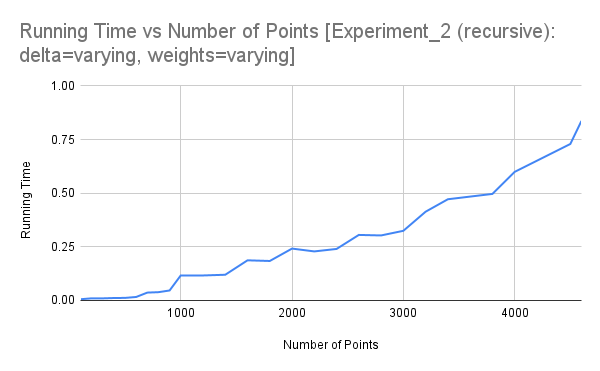 Running Time vs Number of Points [Experiment_2 (recursive):
delta=varying, weights=varying]
1.00
0.75
0.50
0.25
0.00
Running Time
1000 2000 3000 4000
Number of Points